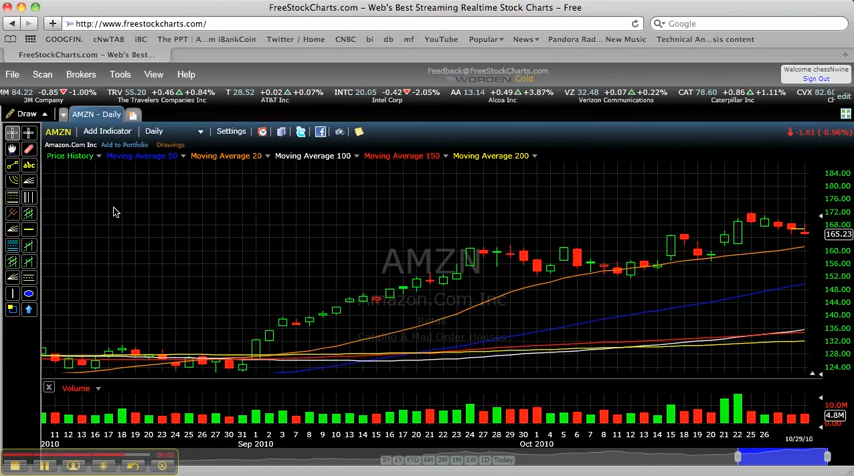 FreeStockCharts.com - Web's Best Streaming Realtime Stock Charts - Free
http://www.freestockcharts.com/
Google
GOOGFIN. cNwTAB iBC The PPT | A...m iBankCoin Twitter / Home CNBC bi db mf YouTube Popular News Pandora Rad... New Music Technical An...sis content
FreeStockCharts.com - Web's Best...
File Scan Brokers Tools View Help
Feedback@FreeStockCharts.com
WORDEN Gold
Welcome chessNwine
Sign Out
MM 84.22 -0.85 -1.00% TRV 55.20 +0.46 +0.84% T 28.52 +0.02 +0.07% INTC 20.05 -0.42 -2.05% AA 13.14 +0.49 +3.87% VZ 32.48 +0.07 +0.22% CAT 78.60 +0.86 +1.11% CVX 82.6
3M Company The Travelers Companies AT&T Intel Corp Alcoa Inc Verizon Communications Caterpillar Inc edit
Draw AMZN - Daily
AMZN Add Indicator Daily Settings -1.61 (-0.96%)
Amazon.Com Inc Add to Portfolio Drawings
Price History Moving Average 50 Moving Average 20 Moving Average 100 Moving Average 150 Moving Average 200
abc
184.00
180.00
176.00
172.00
168.00
165.23
160.00
156.00
152.00
148.00
144.00
140.00
136.00
132.00
128.00
124.00
AMZN
Amazon.Com Inc
Retail
Catalog & Mail Order Houses
X Volume
10.0M
4.8M
11 12 13 16 17 18 19 20 23 24 25 26 27 30 31 1 2 3 7 8 9 10 13 14 15 16 17 20 21 22 23 24 27 28 29 30 1 4 5 6 7 8 11 12 13 14 15 18 19 20 21 22 25 26
2010 Sep 2010 Oct 2010 10/29/10
5Y 1Y YTD 6M 3M 1M 1W 1D Today